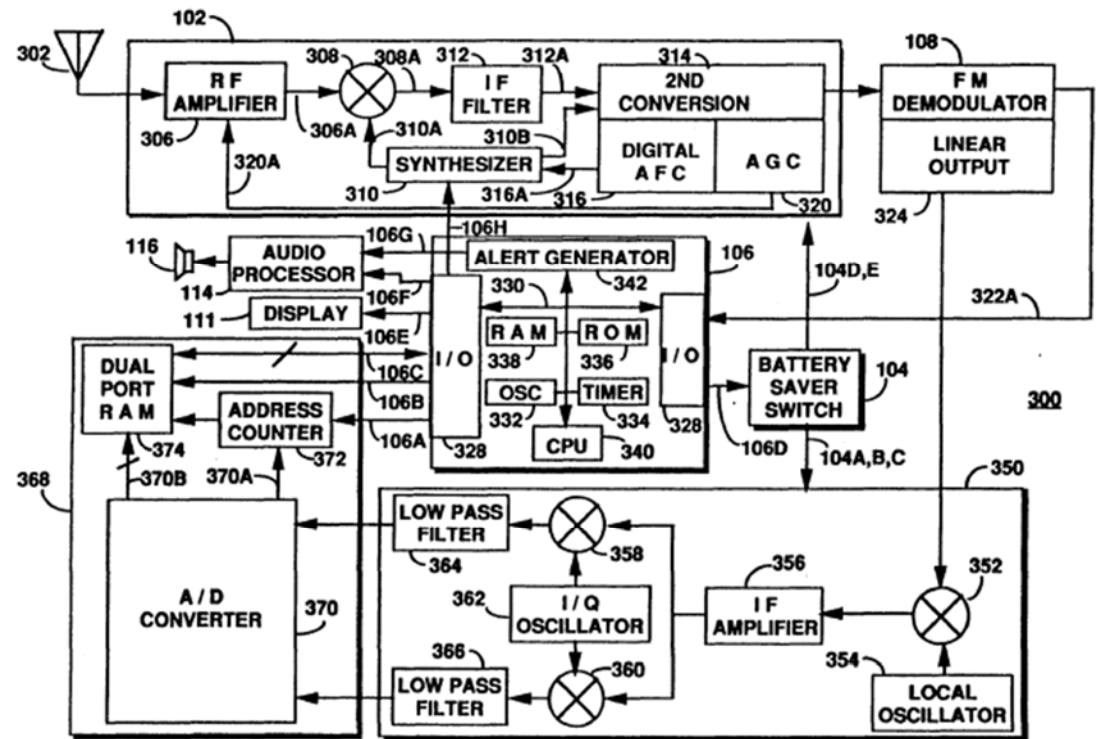 102
302
RF
AMPLIFIER
306
306A
308
308A
312
312A
IF
FILTER
314
2ND
CONVERSION
108
FM
DEMODULATOR
LINEAR
OUTPUT
324
310A
310B
SYNTHESIZER
310
316A
DIGITAL
AFC
316
AGC
320
320A
106H
106G
116
AUDIO
PROCESSOR
114
106F
ALERT GENERATOR
342
106
104D,E
322A
111
DISPLAY
106E
330
I/O
RAM
338
ROM
336
I/O
OSC
332
TIMER
334
CPU
340
328
328
BATTERY
SAVER
SWITCH
104
300
106D
104A,B,C
DUAL
PORT
RAM
374
106C
106B
ADDRESS
COUNTER
372
106A
368
370B
370A
A/D
CONVERTER
370
350
LOW PASS
FILTER
364
358
362
I/Q
OSCILLATOR
356
IF
AMPLIFIER
352
366
LOW PASS
FILTER
360
354
LOCAL
OSCILLATOR